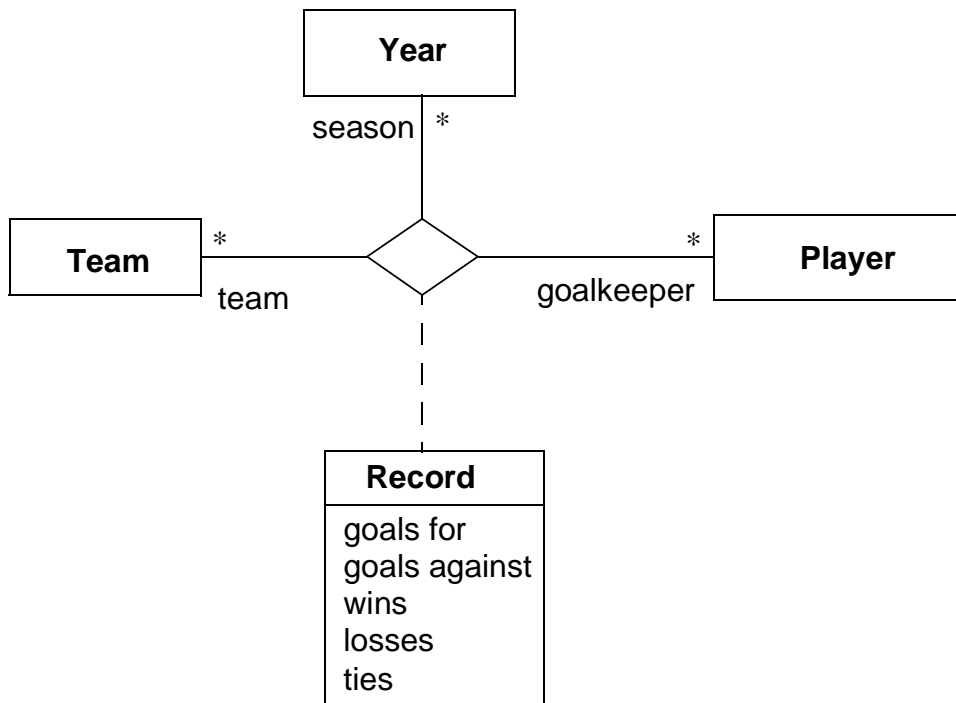 Year
season *
* *
Team Player
team goalkeeper
Record
goals for
goals against
wins
losses
ties